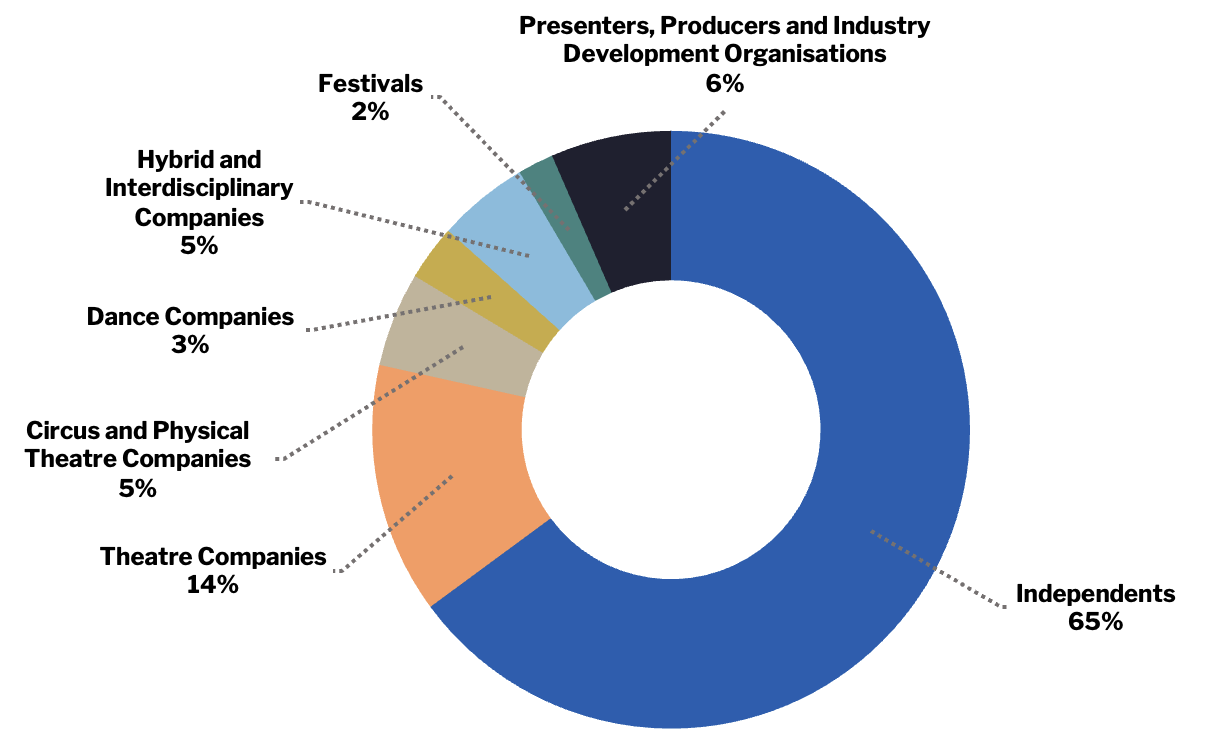 Presenters, Producers and Industry
Development Organisations
6%
Festivals
2%
Hybrid and
Interdisciplinary
Companies
5%
Dance Companies
3%
Circus and Physical
Theatre Companies
5%
Theatre Companies
14%
Independents
65%